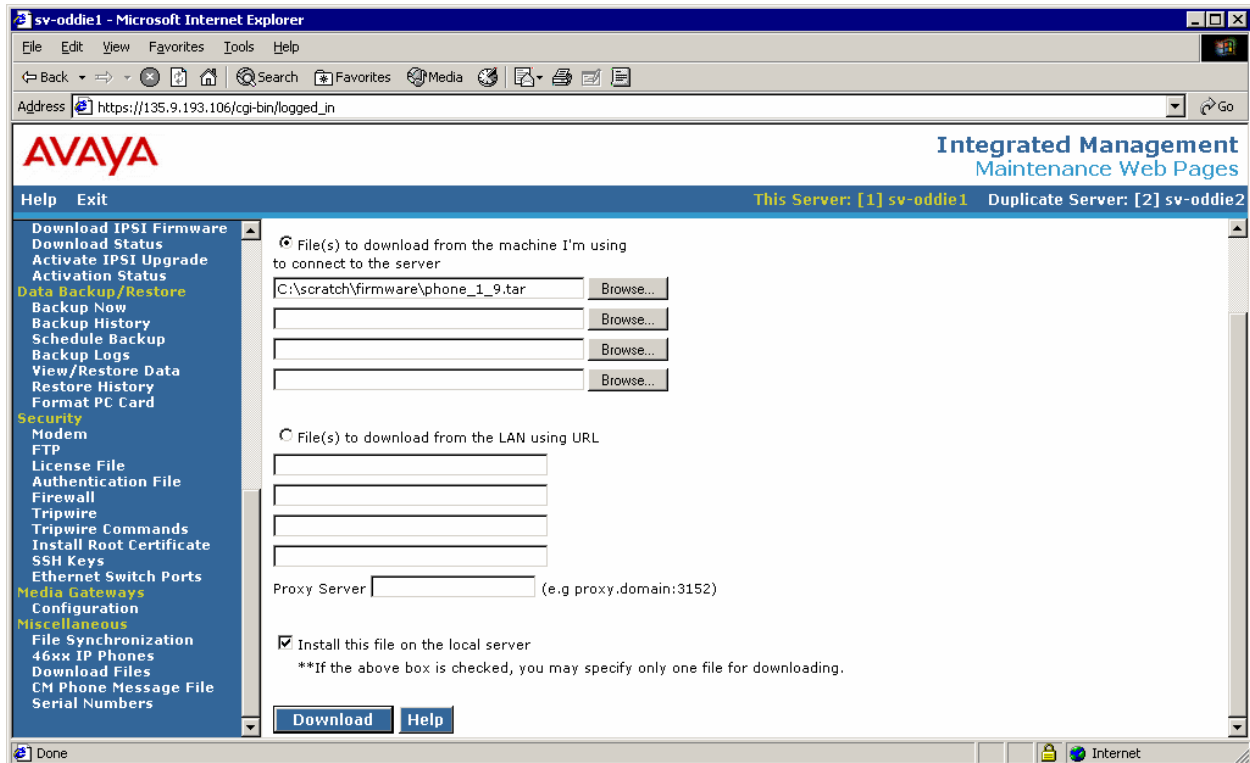 sv-oddie1 - Microsoft Internet Explorer
File Edit View Favorites Tools Help
Back Search Favorites Media
Address https://135.9.193.106/cgi-bin/logged_in Go
AVAYA
Integrated Management
Maintenance Web Pages
Help Exit This Server: [1] sv-oddie1 Duplicate Server: [2] sv-oddie2
Download IPSI Firmware
Download Status
Activate IPSI Upgrade
Activation Status
Data Backup/Restore
Backup Now
Backup History
Schedule Backup
Backup Logs
View/Restore Data
Restore History
Format PC Card
Security
Modem
FTP
License File
Authentication File
Firewall
Tripwire
Tripwire Commands
Install Root Certificate
SSH Keys
Ethernet Switch Ports
Media Gateways
Configuration
Miscellaneous
File Synchronization
46xx IP Phones
Download Files
CM Phone Message File
Serial Numbers
File(s) to download from the machine I'm using
to connect to the server
C:\scratch\firmware\phone_1_9.tar Browse...
Browse...
Browse...
Browse...
File(s) to download from the LAN using URL
Proxy Server (e.g proxy.domain:3152)
Install this file on the local server
**If the above box is checked, you may specify only one file for downloading.
Download Help
Done Internet